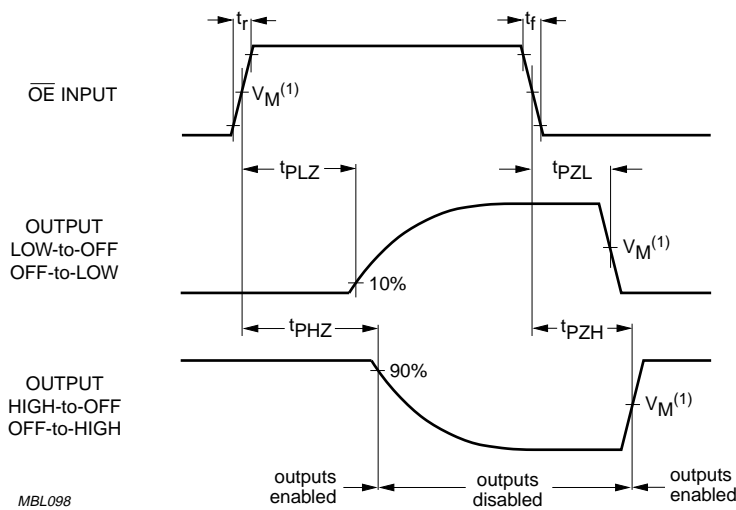 tr
tf
OE INPUT
VM(1)
tPLZ
tPZL
OUTPUT
LOW-to-OFF
OFF-to-LOW
VM(1)
10%
tPHZ
tPZH
OUTPUT
HIGH-to-OFF
OFF-to-HIGH
90%
VM(1)
outputs
enabled
outputs
disabled
outputs
enabled
MBL098